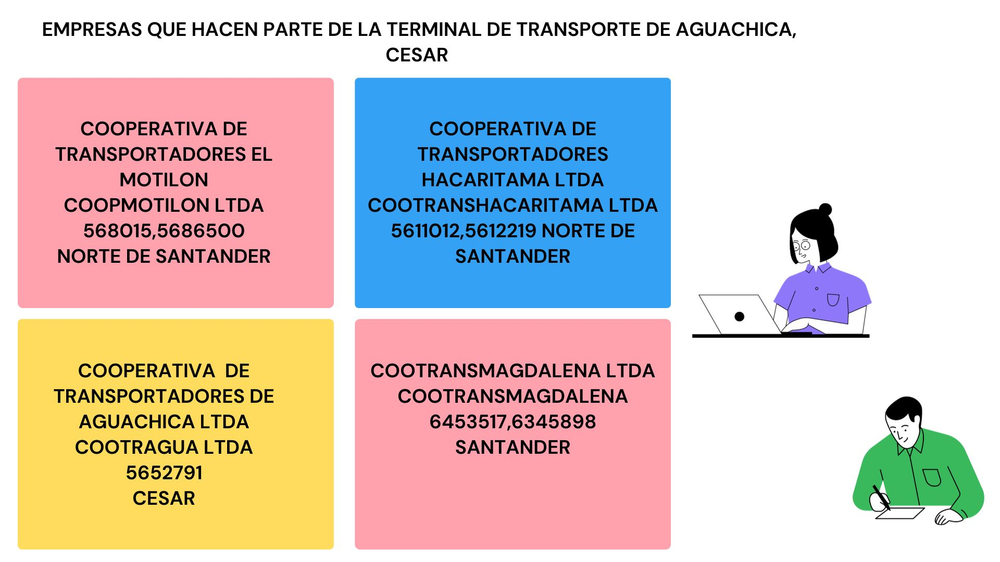 EMPRESAS QUE HACEN PARTE DE LA TERMINAL DE TRANSPORTE DE AGUACHICA,
CESAR
COOPERATIVA DE
TRANSPORTADORES EL
MOTILON
COOPMOTILON LTDA
568015,5686500
NORTE DE SANTANDER
COOPERATIVA DE
TRANSPORTADORES
HACARITAMA LTDA
COOTRANSHACARITAMA LTDA
5611012,5612219 NORTE DE
SANTANDER
COOPERATIVA  DE
TRANSPORTADORES DE
AGUACHICA LTDA
COOTRAGUA LTDA
5652791
CESAR
COOTRANSMAGDALENA LTDA
COOTRANSMAGDALENA
6453517,6345898
SANTANDER